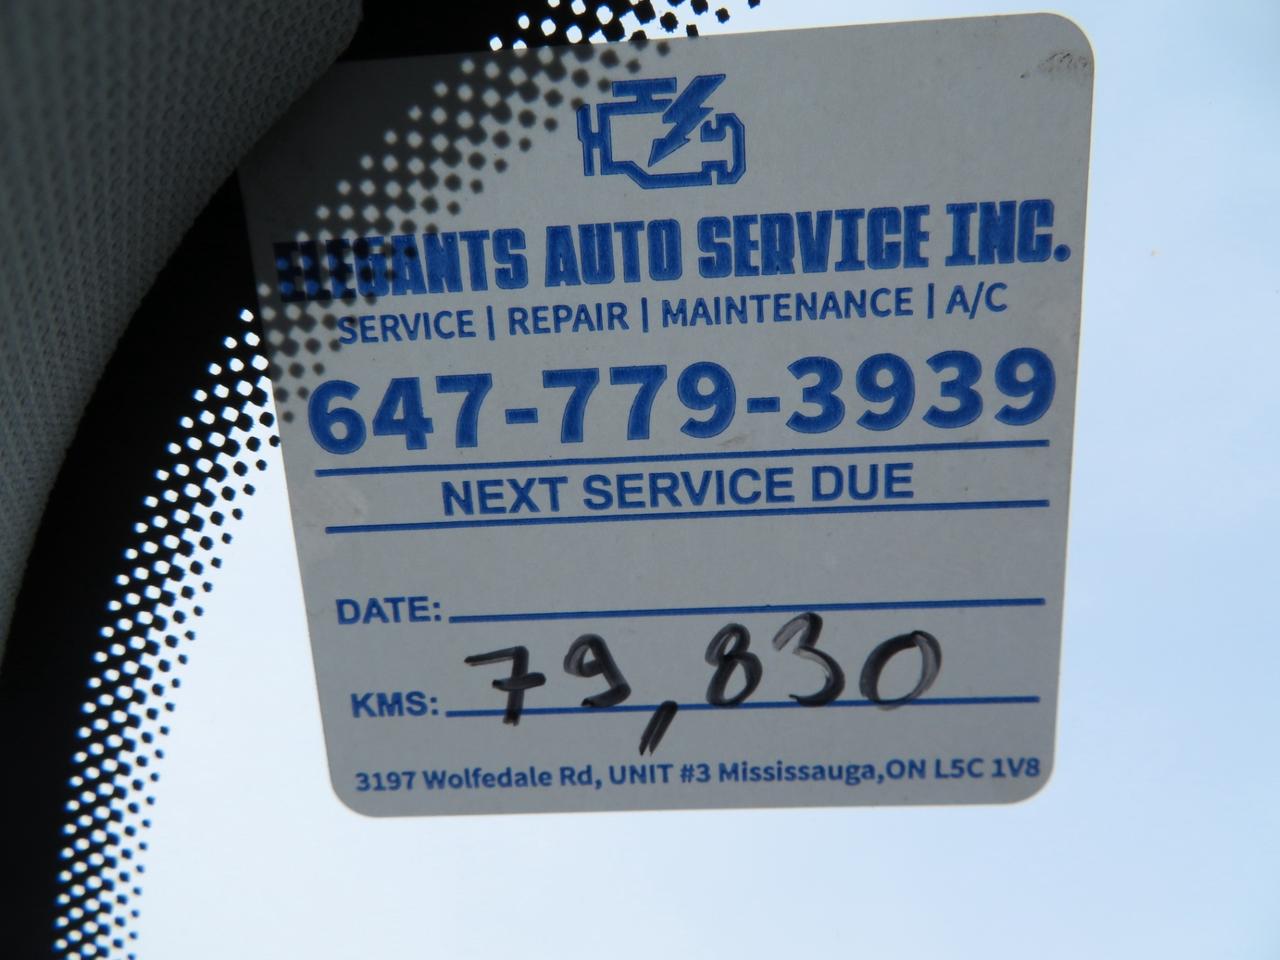 ELEGANTS AUTO SERVICE INC.
SERVICE | REPAIR | MAINTENANCE | A/C
647-779-3939
NEXT SERVICE DUE
DATE:
KMS: 79,830
3197 Wolfedale Rd, UNIT #3 Mississauga,ON L5C 1V8